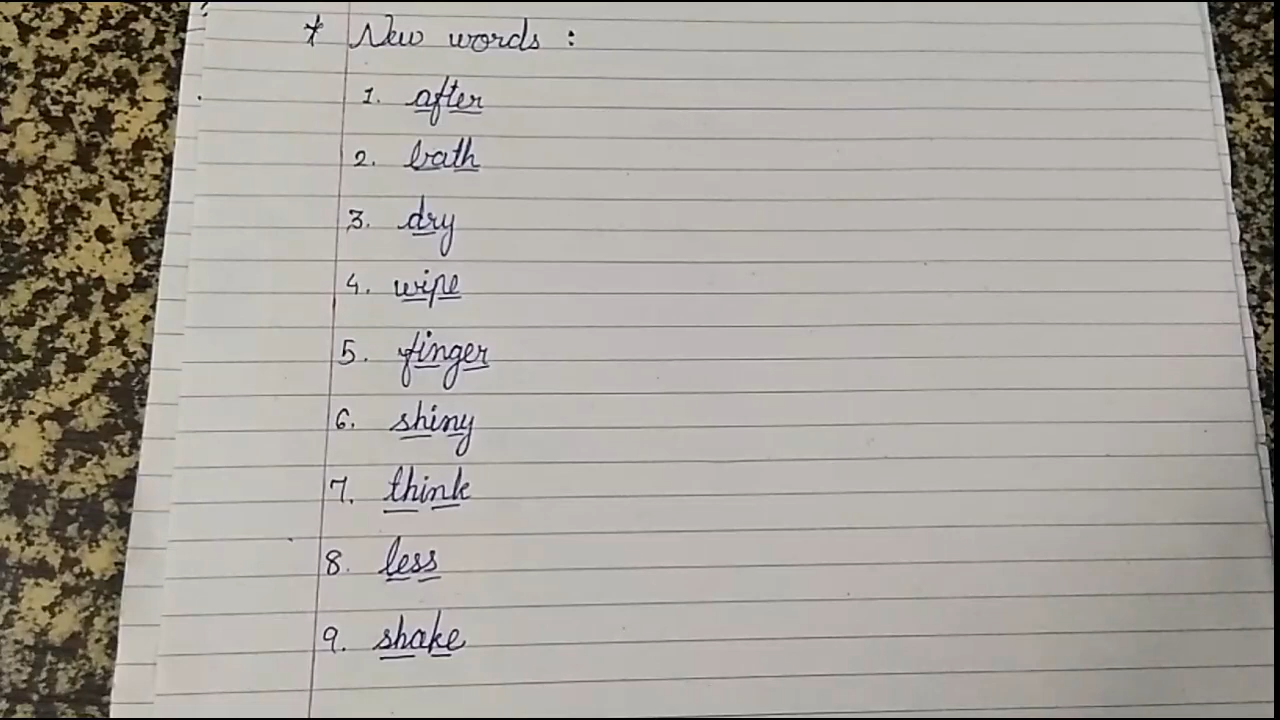 * New words :
1. after
2. bath
3. dry
4. wipe
5. finger
6. shiny
7. think
8. less
9. shake